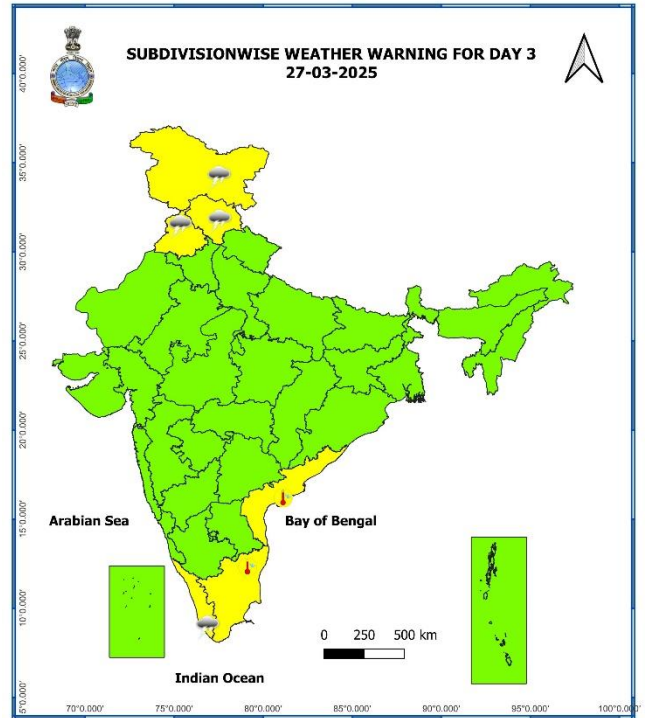 SUBDIVISIONWISE WEATHER WARNING FOR DAY 3
27-03-2025
40°0.000'
35°0.000'
30°0.000'
25°0.000'
20°0.000'
15°0.000'
10°0.000'
5°0.000'
Arabian Sea
Bay of Bengal
0 250 500 km
Indian Ocean
70°0.000' 75°0.000' 80°0.000' 85°0.000' 90°0.000' 95°0.000' 100°0.000'